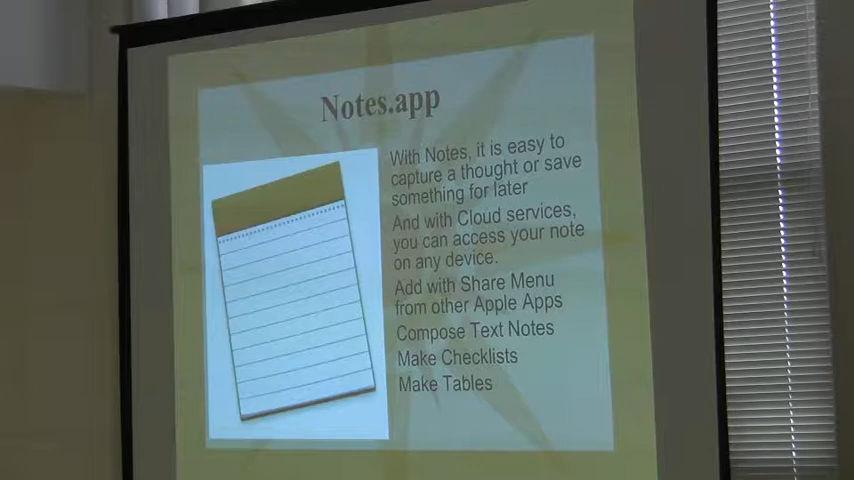 Notes.app
With Notes, it is easy to
capture a thought or save
something for later
And with Cloud services,
you can access your note
on any device.
Add with Share Menu
from other Apple Apps
Compose Text Notes
Make Checklists
Make Tables